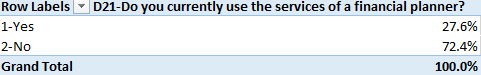 Row Labels D21-Do you currently use the services of a financial planner?
1-Yes 27.6%
2-No 72.4%
Grand Total 100.0%